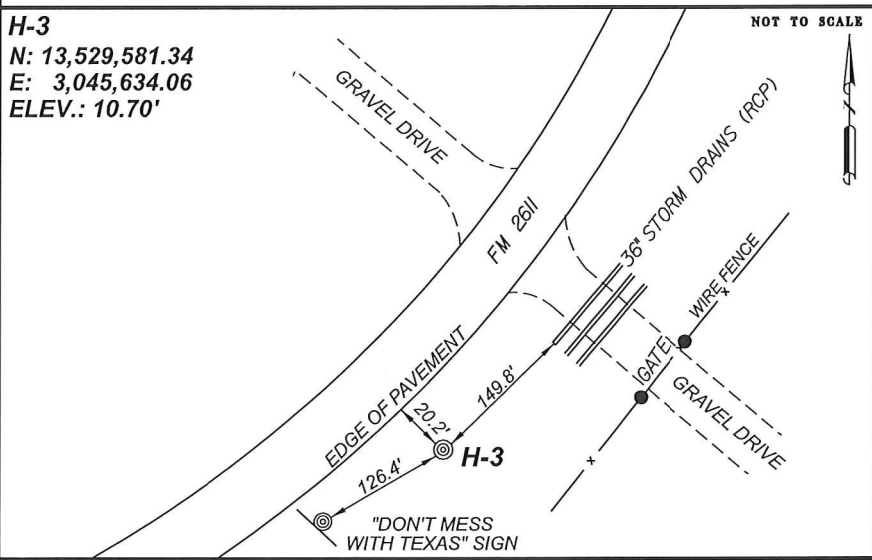 H-3
N: 13,529,581.34
E: 3,045,634.06
ELEV.: 10.70'
NOT TO SCALE
GRAVEL DRIVE
FM 2611
36" STORM DRAINS (RCP)
WIRE FENCE
x
GATE
GRAVEL DRIVE
EDGE OF PAVEMENT
149.8'
20.2'
H-3
126.4'
x
"DON'T MESS
WITH TEXAS" SIGN